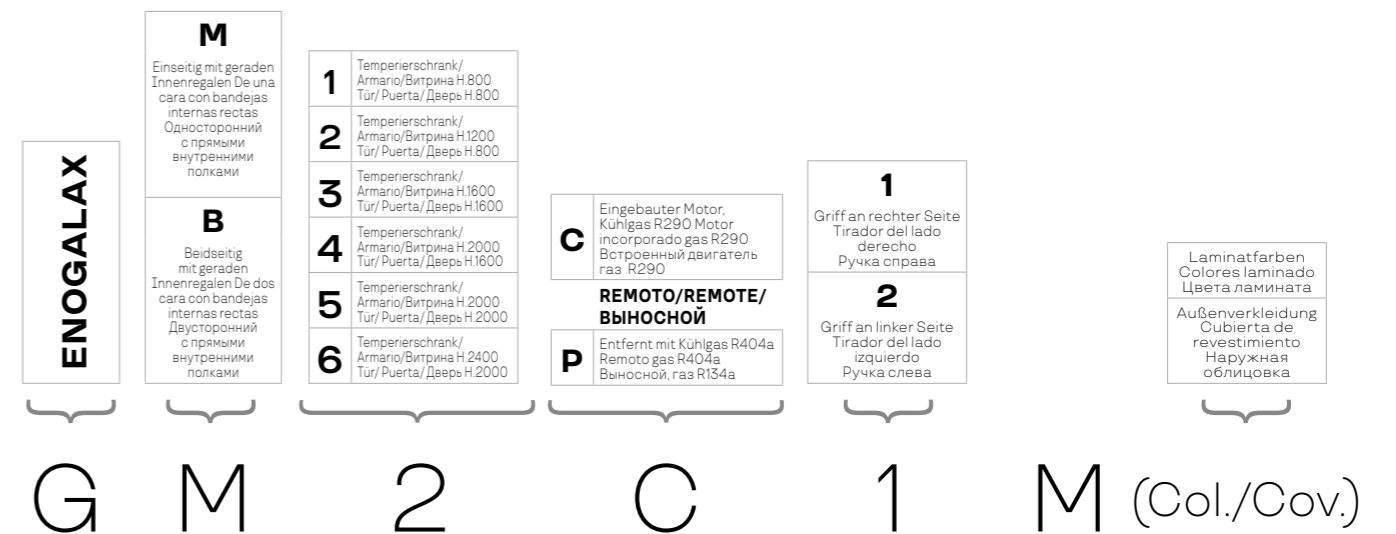 ENOGALAX
M
Einseitig mit geraden
Innenregalen De una
cara con bandejas
internas rectas
Односторонний
с прямыми
внутренними
полками
B
Beidseitig
mit geraden
Innenregalen De dos
cara con bandejas
internas rectas
Двусторонний
с прямыми
внутренними
полками
1
Temperierschrank/
Armario/Витрина H.800
Tür/ Puerta/Дверь H.800
2
Temperierschrank/
Armario/Витрина H.1200
Tür/ Puerta/Дверь H.800
3
Temperierschrank/
Armario/Витрина H.1600
Tür/ Puerta/Дверь H.1600
4
Temperierschrank/
Armario/Витрина H.2000
Tür/ Puerta/Дверь H.1600
5
Temperierschrank/
Armario/Витрина H.2000
Tür/ Puerta/Дверь H.2000
6
Temperierschrank/
Armario/Витрина H.2400
Tür/ Puerta/Дверь H.2000
C
Eingebauter Motor,
Kühlgas R290 Motor
incorporado gas R290
Встроенный двигатель
газ R290
REMOTO/REMOTE/
ВЫНОСНОЙ
P
Entfernt mit Kühlgas R404a
Remoto gas R404a
Выносной, газ R134a
1
Griff an rechter Seite
Tirador del lado
derecho
Ручка справа
2
Griff an linker Seite
Tirador del lado
izquierdo
Ручка слева
Laminatfarben
Colores laminado
Цвета ламината
Außenverkleidung
Cubierta de
revestimiento
Наружная
облицовка
G M 2 C 1 M (Col./Cov.)